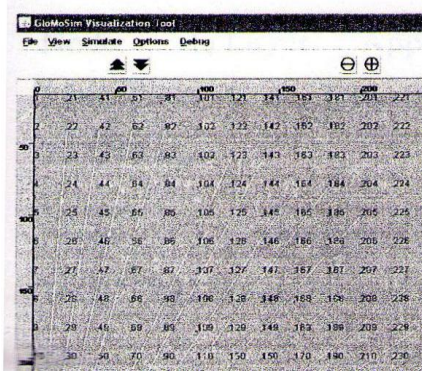 GloMoSim Visualization Tool
File View Simulate Options Debug
0 50 100 150 200
21 41 61 81 101 121 141 161 181 201 221
2 22 42 62 82 102 122 142 162 182 202 222
50
3 23 43 63 83 103 123 143 163 183 203 223
24 44 64 84 104 124 144 164 184 204 224
25 45 65 85 105 125 145 165 185 205 225
100
26 46 66 86 106 126 146 166 186 206 226
27 47 67 87 107 127 147 167 187 207 227
150
28 48 68 88 108 128 148 168 188 208 228
29 49 69 89 109 129 149 169 189 209 229
30 50 70 90 110 130 150 170 190 210 230